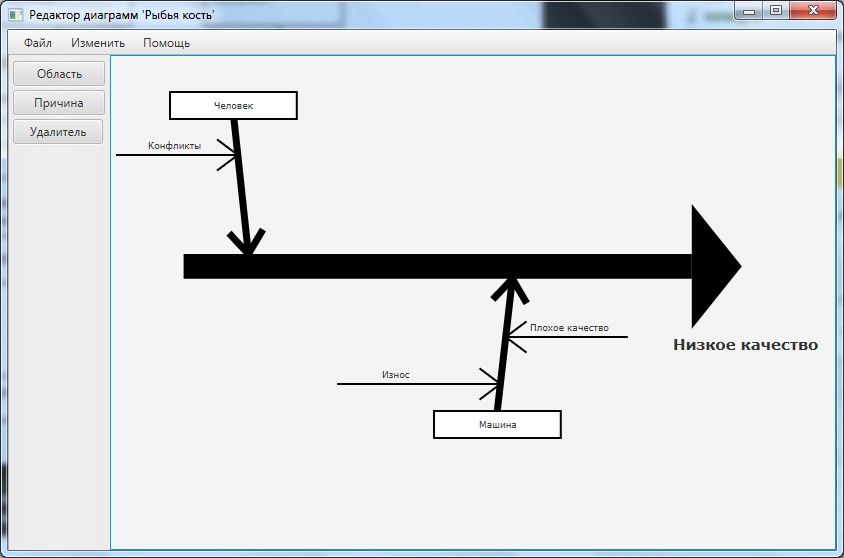 Редактор диаграмм 'Рыбья кость'
Файл Изменить Помощь
Область
Причина
Удалитель
Человек
Конфликты
Плохое качество
Низкое качество
Износ
Машина